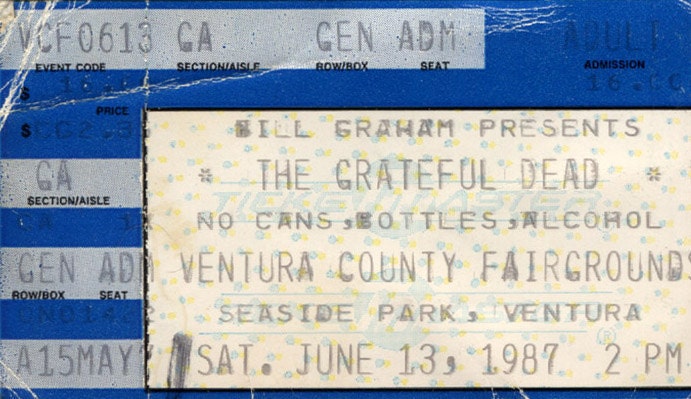 VCF0613 GA GEN ADM ADULT
EVENT CODE SECTION/AISLE ROW/BOX SEAT ADMISSION
$ 16.00
PRICE
$
GA
SECTION/AISLE
GEN ADM
ROW/BOX SEAT
A15MAY
BILL GRAHAM PRESENTS
* THE GRATEFUL DEAD *
NO CANS,BOTTLES,ALCOHOL
VENTURA COUNTY FAIRGROUNDS
SEASIDE PARK, VENTURA
SAT. JUNE 13, 1987 2 PM